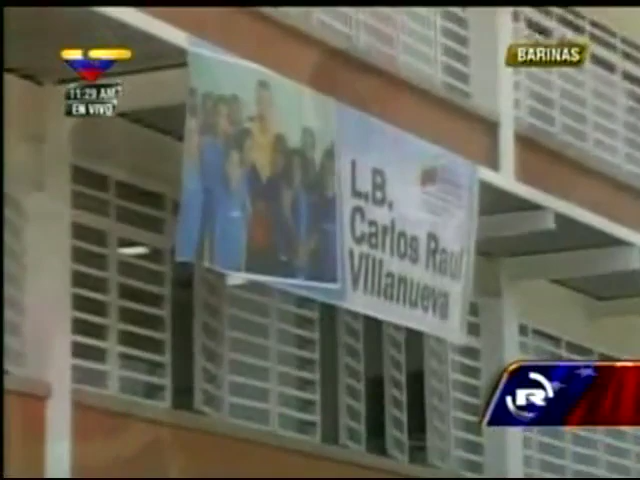 11:29 AM
EN VIVO
BARINAS
L.B.
Carlos Raul
Villanueva
R